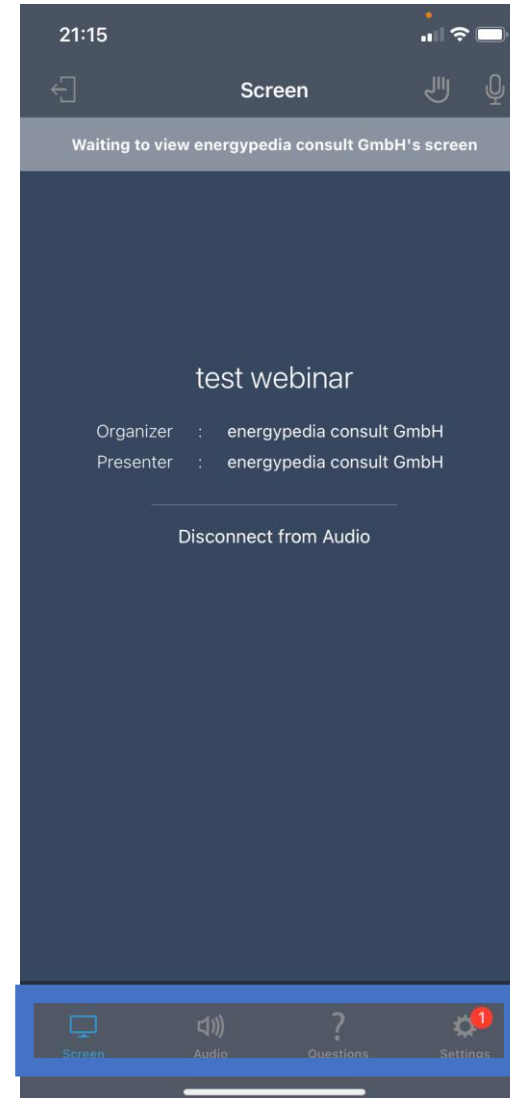 21:15
Screen
Waiting to view energypedia consult GmbH's screen
test webinar
Organizer : energypedia consult GmbH
Presenter : energypedia consult GmbH
Disconnect from Audio
1
Screen Audio Questions Settings